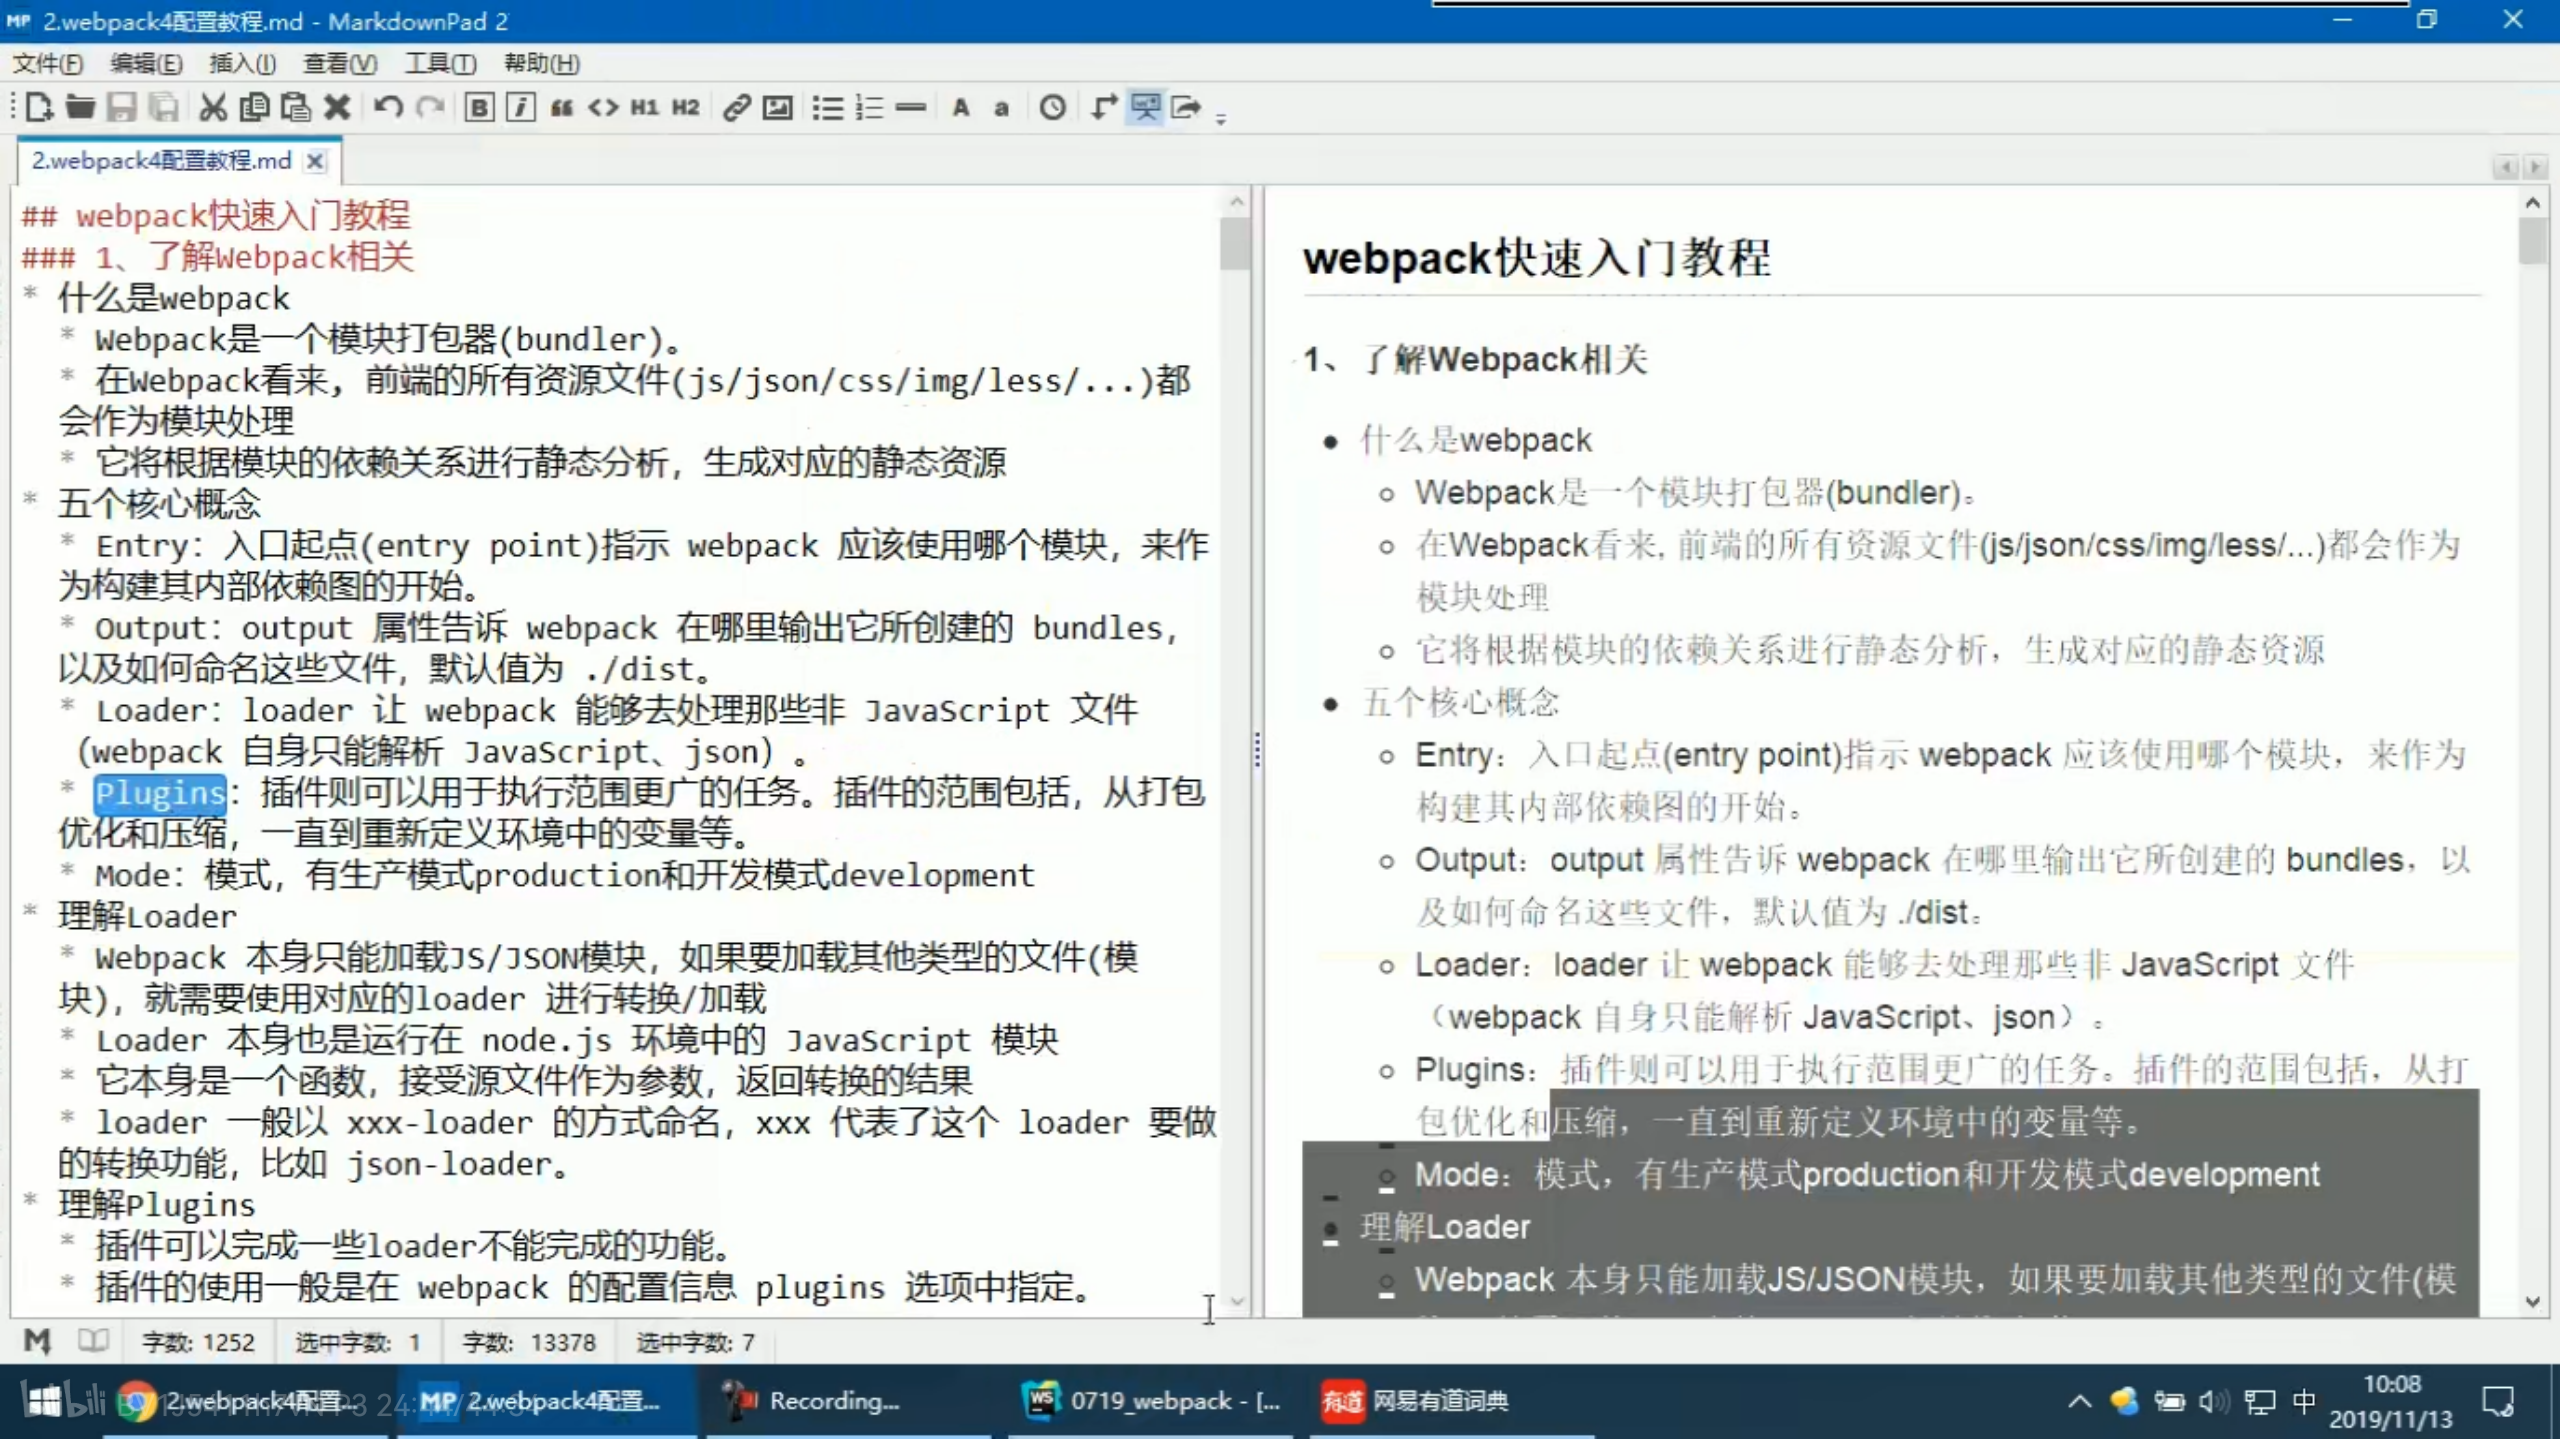 2.webpack4配置教程.md - MarkdownPad 2
文件(F) 编辑(E) 插入(I) 查看(V) 工具(T) 帮助(H)
B i H1 H2 A a
2.webpack4配置教程.md
## webpack快速入门教程
### 1、了解Webpack相关
* 什么是webpack
* Webpack是一个模块打包器(bundler)。
* 在Webpack看来, 前端的所有资源文件(js/json/css/img/less/...)都
会作为模块处理
* 它将根据模块的依赖关系进行静态分析，生成对应的静态资源
* 五个核心概念
* Entry：入口起点(entry point)指示 webpack 应该使用哪个模块，来作
为构建其内部依赖图的开始。
* Output：output 属性告诉 webpack 在哪里输出它所创建的 bundles，
以及如何命名这些文件，默认值为 ./dist。
* Loader：loader 让 webpack 能够去处理那些非 JavaScript 文件
（webpack 自身只能解析 JavaScript、json）。
* Plugins：插件则可以用于执行范围更广的任务。插件的范围包括，从打包
优化和压缩，一直到重新定义环境中的变量等。
* Mode：模式，有生产模式production和开发模式development
* 理解Loader
* Webpack 本身只能加载JS/JSON模块，如果要加载其他类型的文件(模
块)，就需要使用对应的loader 进行转换/加载
* Loader 本身也是运行在 node.js 环境中的 JavaScript 模块
* 它本身是一个函数，接受源文件作为参数，返回转换的结果
* loader 一般以 xxx-loader 的方式命名，xxx 代表了这个 loader 要做
的转换功能，比如 json-loader。
* 理解Plugins
* 插件可以完成一些loader不能完成的功能。
* 插件的使用一般是在 webpack 的配置信息 plugins 选项中指定。
webpack快速入门教程
1、了解Webpack相关
什么是webpack
Webpack是一个模块打包器(bundler)。
在Webpack看来, 前端的所有资源文件(js/json/css/img/less/...)都会作为
模块处理
它将根据模块的依赖关系进行静态分析，生成对应的静态资源
五个核心概念
Entry：入口起点(entry point)指示 webpack 应该使用哪个模块，来作为
构建其内部依赖图的开始。
Output：output 属性告诉 webpack 在哪里输出它所创建的 bundles，以
及如何命名这些文件，默认值为 ./dist。
Loader：loader 让 webpack 能够去处理那些非 JavaScript 文件
（webpack 自身只能解析 JavaScript、json）。
Plugins：插件则可以用于执行范围更广的任务。插件的范围包括，从打
包优化和压缩，一直到重新定义环境中的变量等。
Mode：模式，有生产模式production和开发模式development
理解Loader
Webpack 本身只能加载JS/JSON模块，如果要加载其他类型的文件(模
字数: 1252 选中字数: 1 字数: 13378 选中字数: 7
bilibili 2.webpack4配置... MP 2.webpack4配置... Recording... WS 0719_webpack - [... 有道 网易有道词典 中 10:08
2019/11/13